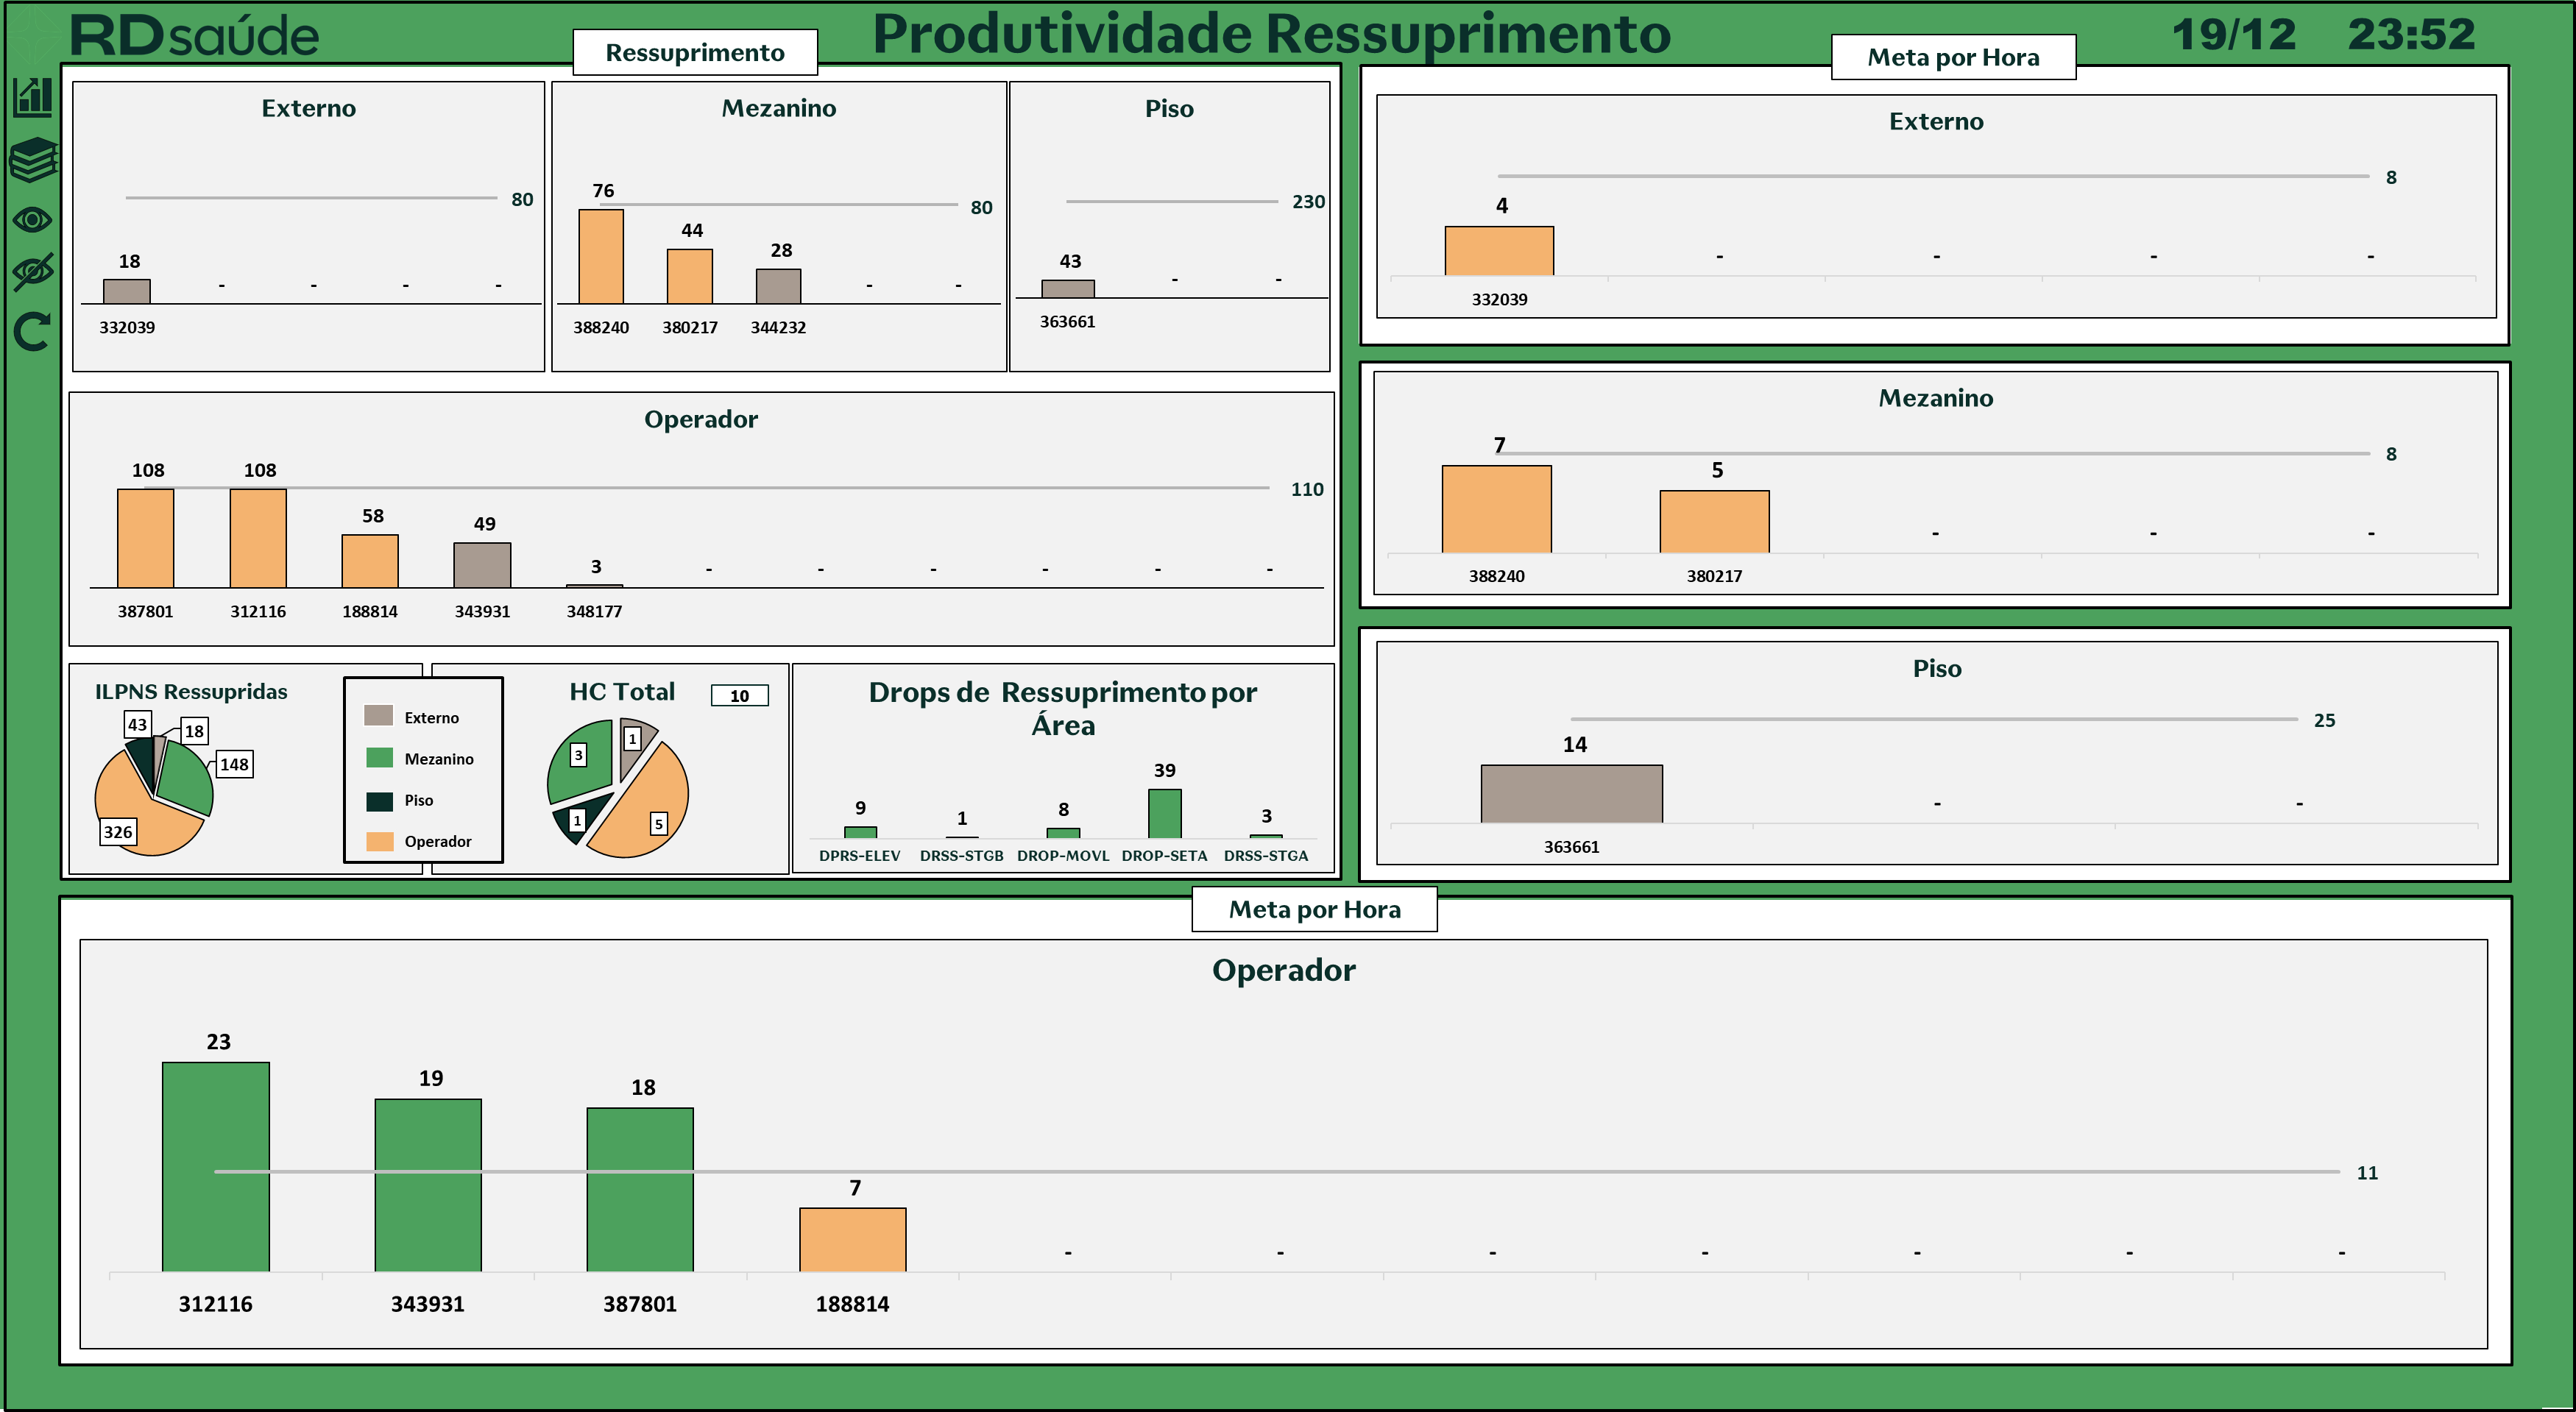 RDsaúde
Produtividade Ressuprimento
19/12 23:52
Ressuprimento
Externo
80
18
- - - -
332039
Mezanino
76
80
44
28
- -
388240 380217 344232
Piso
230
43
- -
363661
Operador
108 108
110
58
49
3
- - - - - -
387801 312116 188814 343931 348177
ILPNS Ressupridas
43
18
148
326
Externo
Mezanino
Piso
Operador
HC Total
10
1
3
1
5
Drops de Ressuprimento por
Área
9 1 8 39 3
DPRS-ELEV DRSS-STGB DROP-MOVL DROP-SETA DRSS-STGA
Meta por Hora
Externo
8
4
- - - -
332039
Mezanino
7
8
5
- - -
388240 380217
Piso
25
14
- -
363661
Meta por Hora
Operador
23
19
18
11
7
- - - - - - -
312116 343931 387801 188814